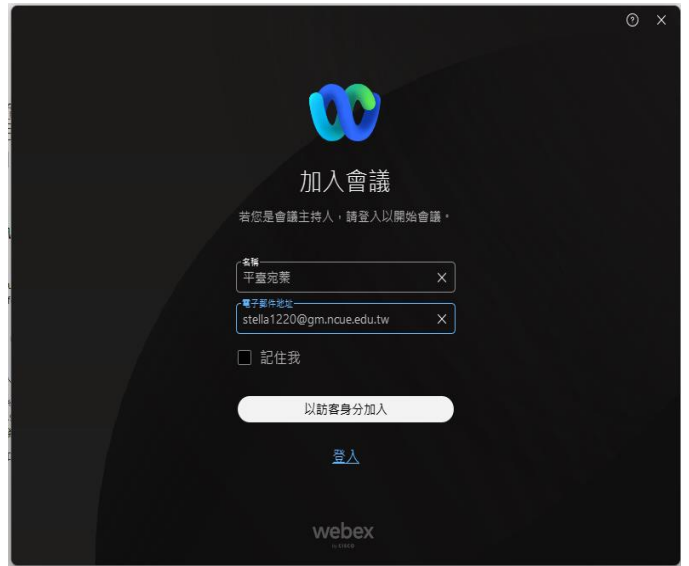 加入會議
若您是會議主持人，請登入以開始會議。
名稱
平臺宛蓁
電子郵件地址
stella1220@gm.ncue.edu.tw
記住我
以訪客身分加入
登入
webex
by CISCO